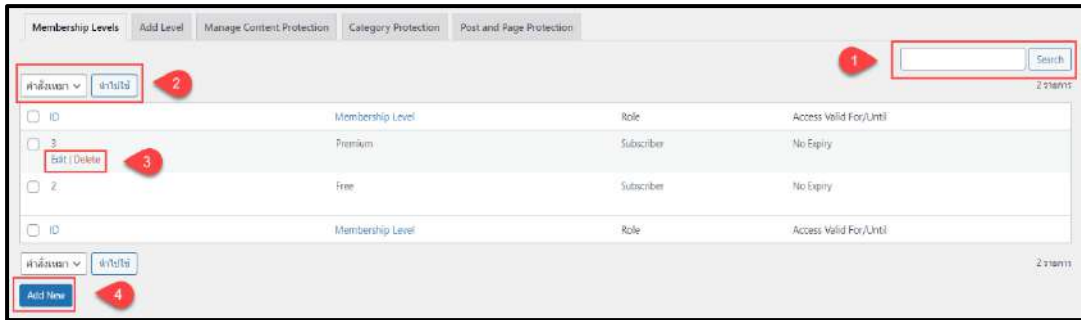 Membership Levels Add Level Manage Content Protection Category Protection Post and Page Protection
1 Search
คำสั่งเหมา นำไปใช้ 2 2 รายการ
ID Membership Level Role Access Valid For/Until
3 Premium Subscriber No Expiry
Edit | Delete 3
2 Free Subscriber No Expiry
ID Membership Level Role Access Valid For/Until
คำสั่งเหมา นำไปใช้ 2 รายการ
Add New 4